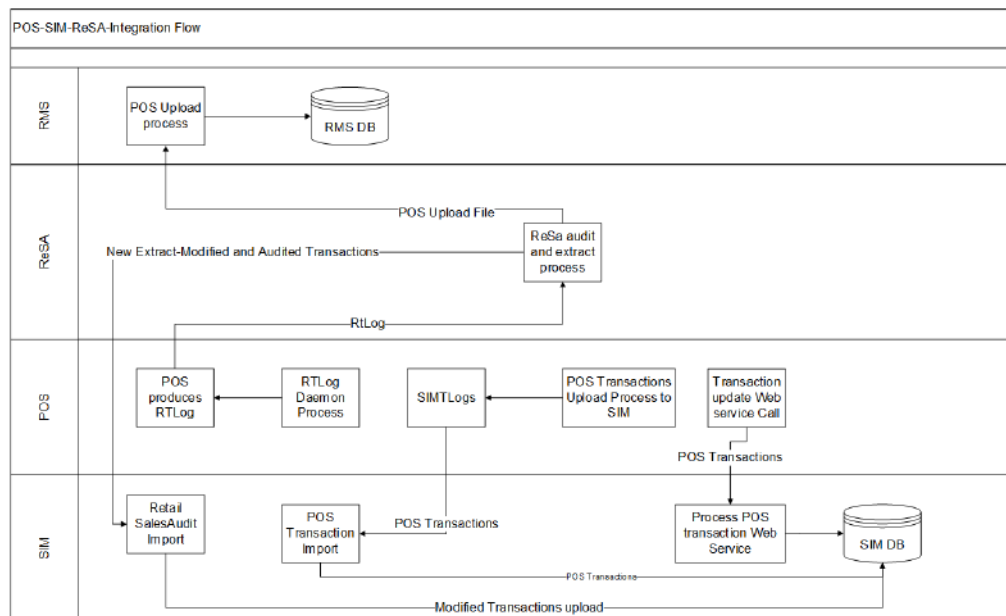 POS-SIM-ReSA-Integration Flow
RMS
POS Upload
process
RMS DB
ReSA
POS Upload File
New Extract-Modified and Audited Transactions
ReSa audit
and extract
process
RtLog
POS
POS
produces
RTLog
RTLog
Daemon
Process
SIMTLogs
POS Transactions
Upload Process to
SIM
Transaction
update Web
service Call
POS Transactions
SIM
Retail
SalesAudit
Import
POS
Transaction
Import
POS Transactions
Process POS
transaction Web
Service
SIM DB
POS Transactions
Modified Transactions upload